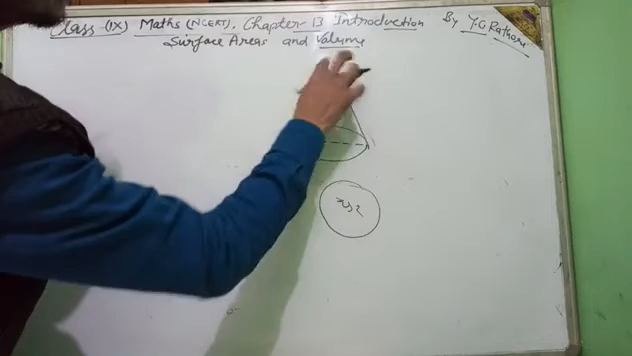 Class (IX) Maths (NCERT). Chapter 13 Introduction By Y.G Rathore
Surface Areas and Volume
πr²